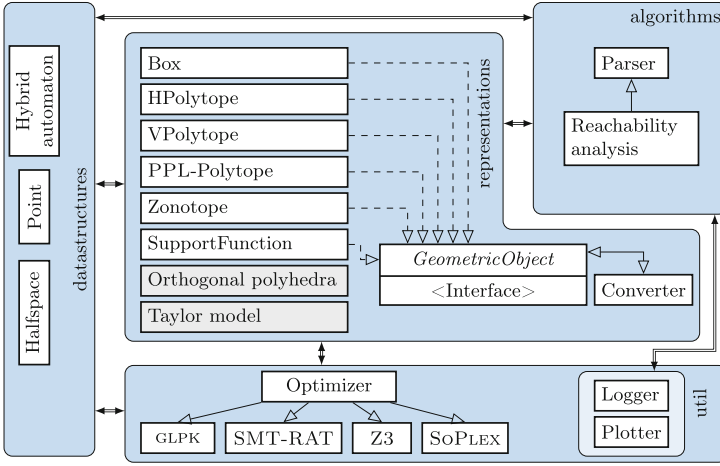 Hybrid
automaton
Point
Halfspace
datastructures
Box
HPolytope
VPolytope
PPL-Polytope
Zonotope
SupportFunction
Orthogonal polyhedra
Taylor model
representations
GeometricObject
<Interface>
Converter
algorithms
Parser
Reachability
analysis
Optimizer
GLPK
SMT-RAT
Z3
SOPLEX
Logger
Plotter
util